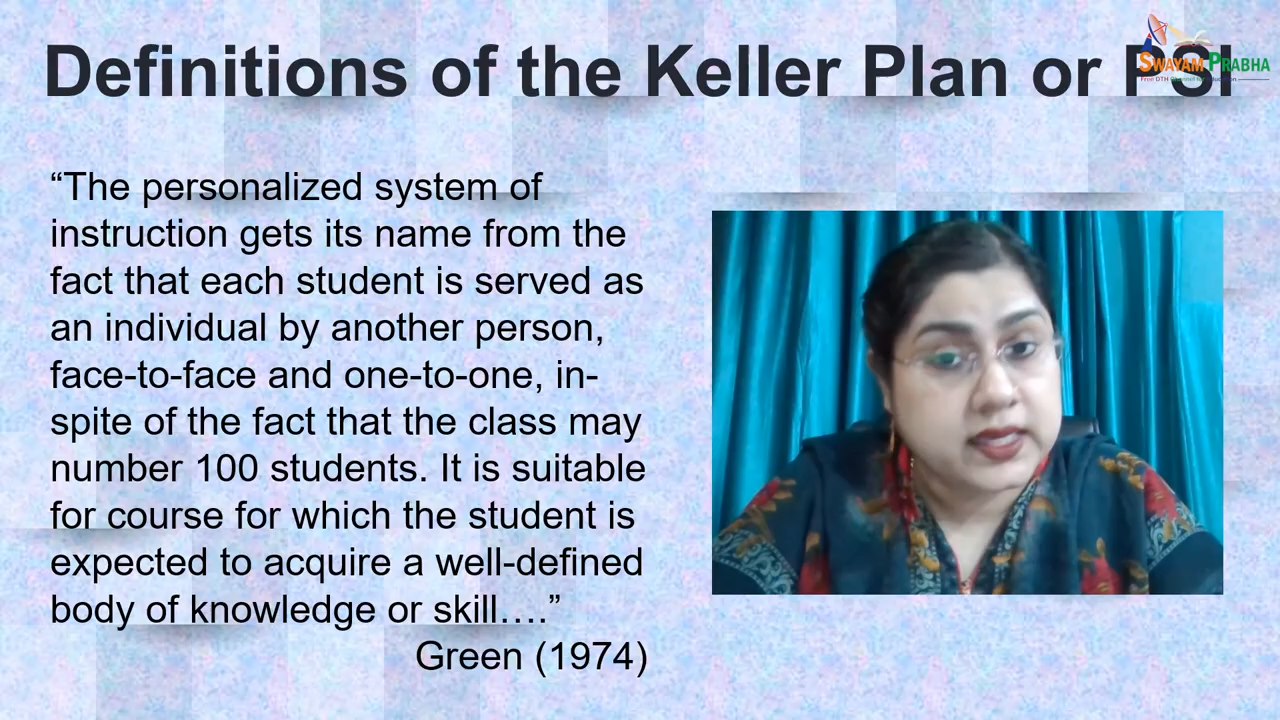 Definitions of the Keller Plan or PSI
SWAYAM PRABHA
“The personalized system of
instruction gets its name from the
fact that each student is served as
an individual by another person,
face-to-face and one-to-one, in-
spite of the fact that the class may
number 100 students. It is suitable
for course for which the student is
expected to acquire a well-defined
body of knowledge or skill….”
Green (1974)